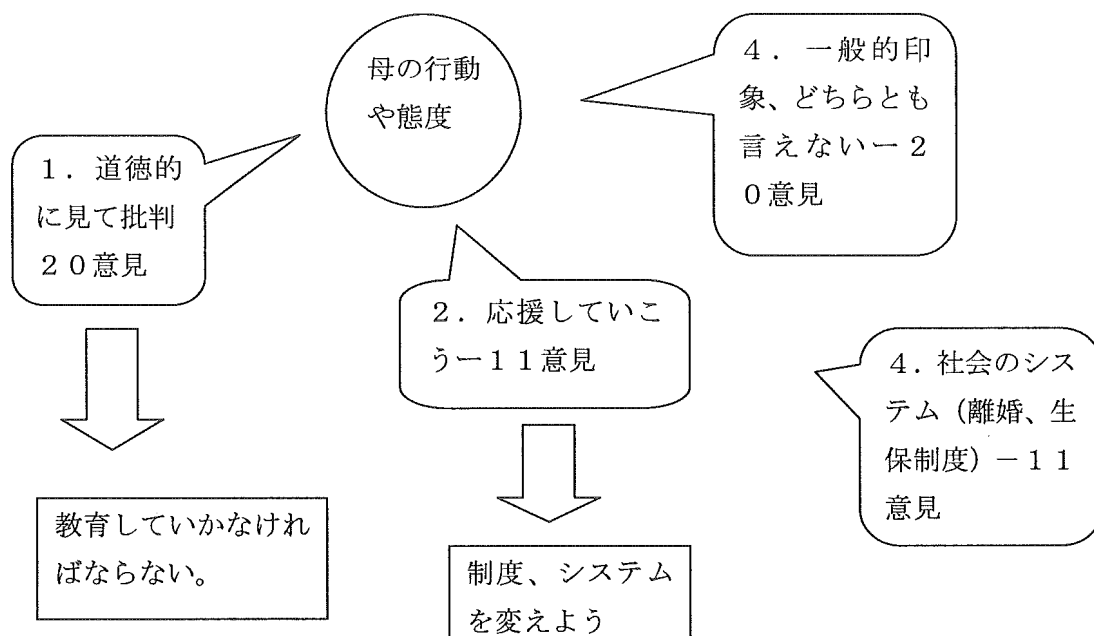 母の行動
や態度
４．一般的印
象、どちらとも
言えないー２
０意見
１．道徳的
に見て批判
２０意見
２．応援していこ
うー１１意見
４．社会のシス
テム（離婚、生
保制度）－１１
意見
教育していかなけれ
ばならない。
制度、システム
を変えよう